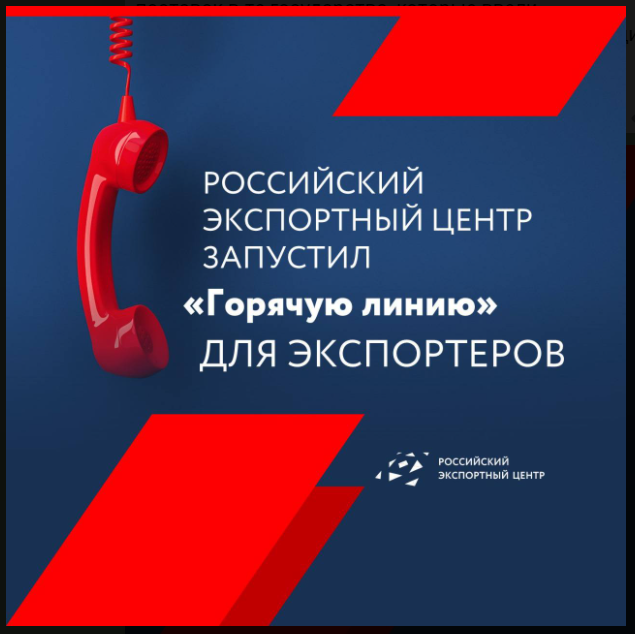 РОССИЙСКИЙ
ЭКСПОРТНЫЙ ЦЕНТР
ЗАПУСТИЛ
«Горячую линию»
ДЛЯ ЭКСПОРТЕРОВ
РОССИЙСКИЙ
ЭКСПОРТНЫЙ ЦЕНТР